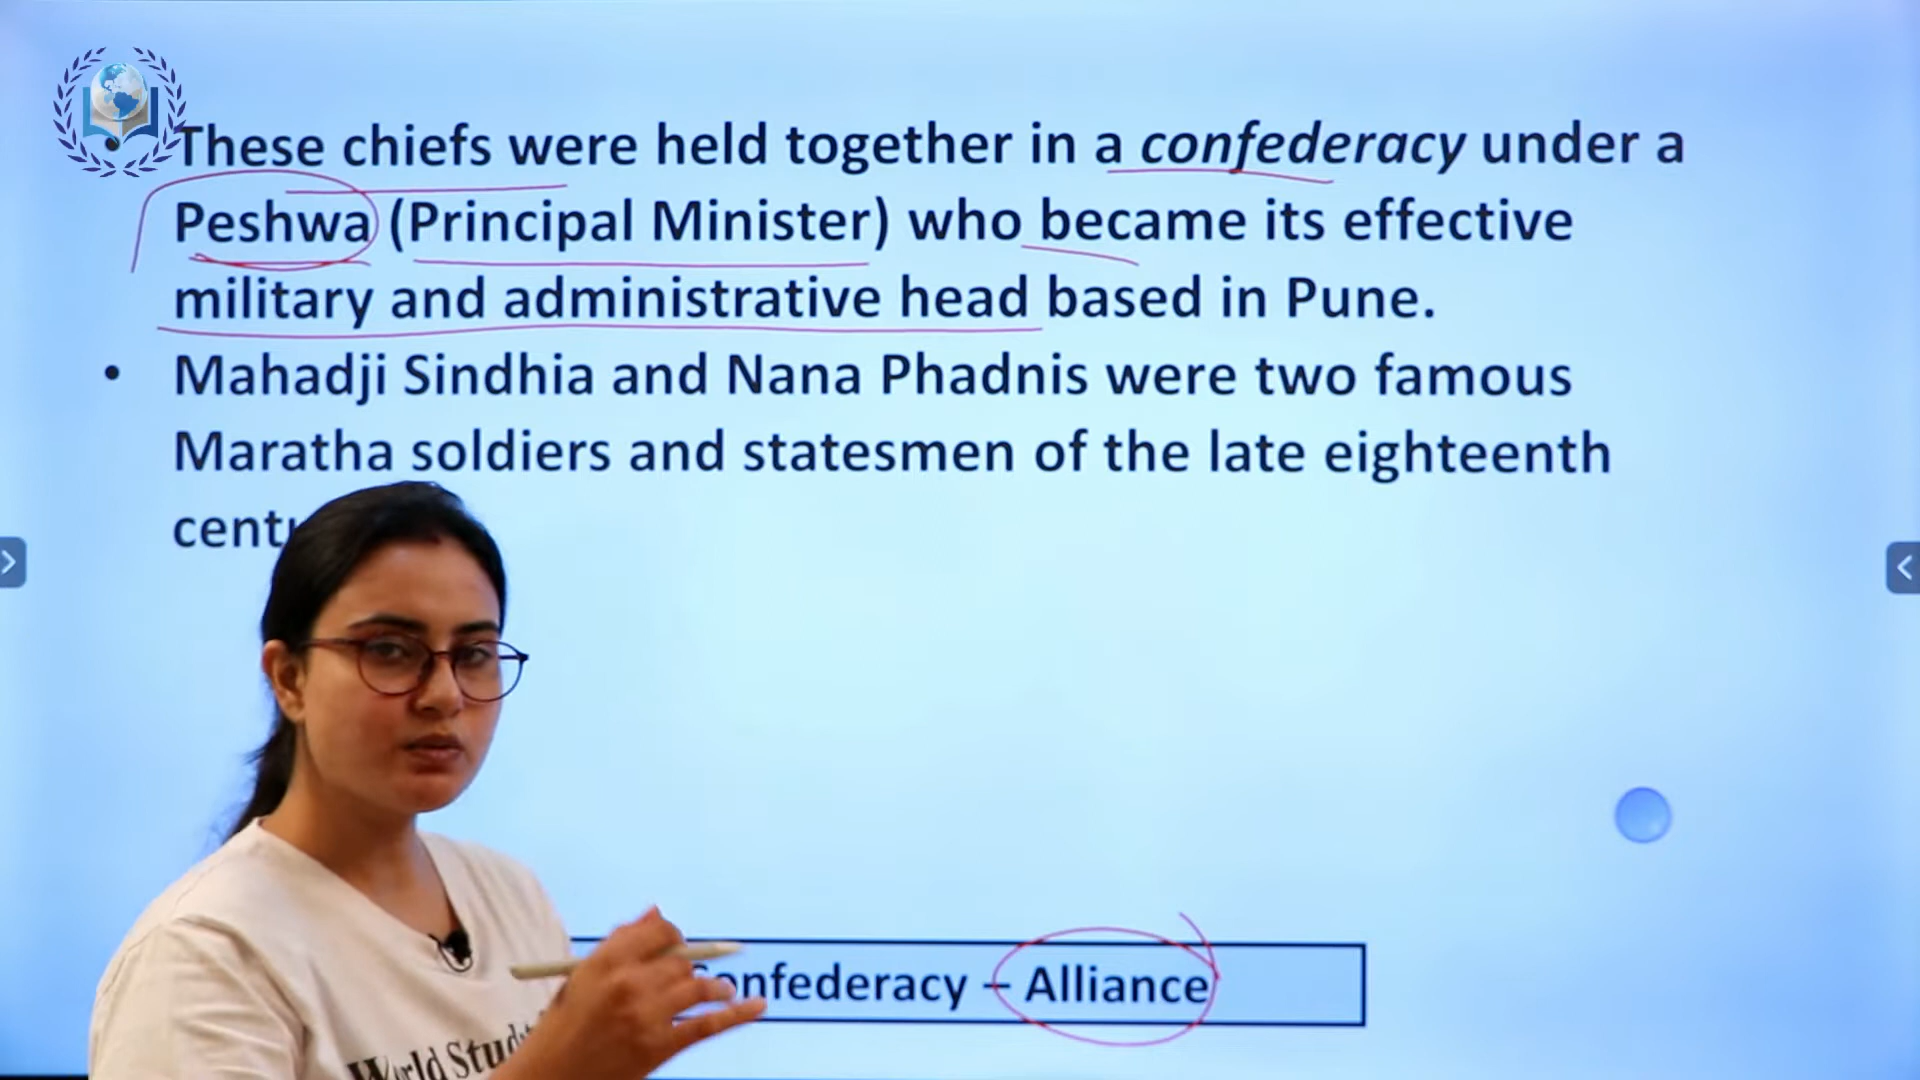 • These chiefs were held together in a confederacy under a
Peshwa (Principal Minister) who became its effective
military and administrative head based in Pune.
• Mahadji Sindhia and Nana Phadnis were two famous
Maratha soldiers and statesmen of the late eighteenth
Confederacy – Alliance
World